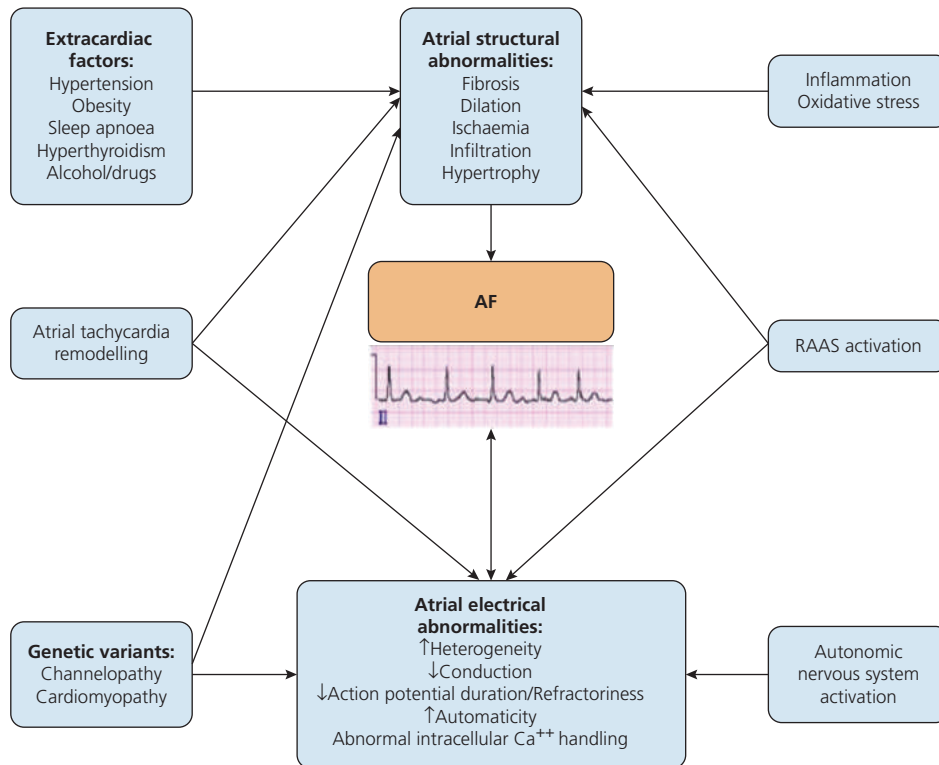 Extracardiac
factors:
Hypertension
Obesity
Sleep apnoea
Hyperthyroidism
Alcohol/drugs
Atrial structural
abnormalities:
Fibrosis
Dilation
Ischaemia
Infiltration
Hypertrophy
Inflammation
Oxidative stress
AF
II
Atrial tachycardia
remodelling
RAAS activation
Genetic variants:
Channelopathy
Cardiomyopathy
Atrial electrical
abnormalities:
↑Heterogeneity
↓Conduction
↓Action potential duration/Refractoriness
↑Automaticity
Abnormal intracellular Ca⁺⁺ handling
Autonomic
nervous system
activation